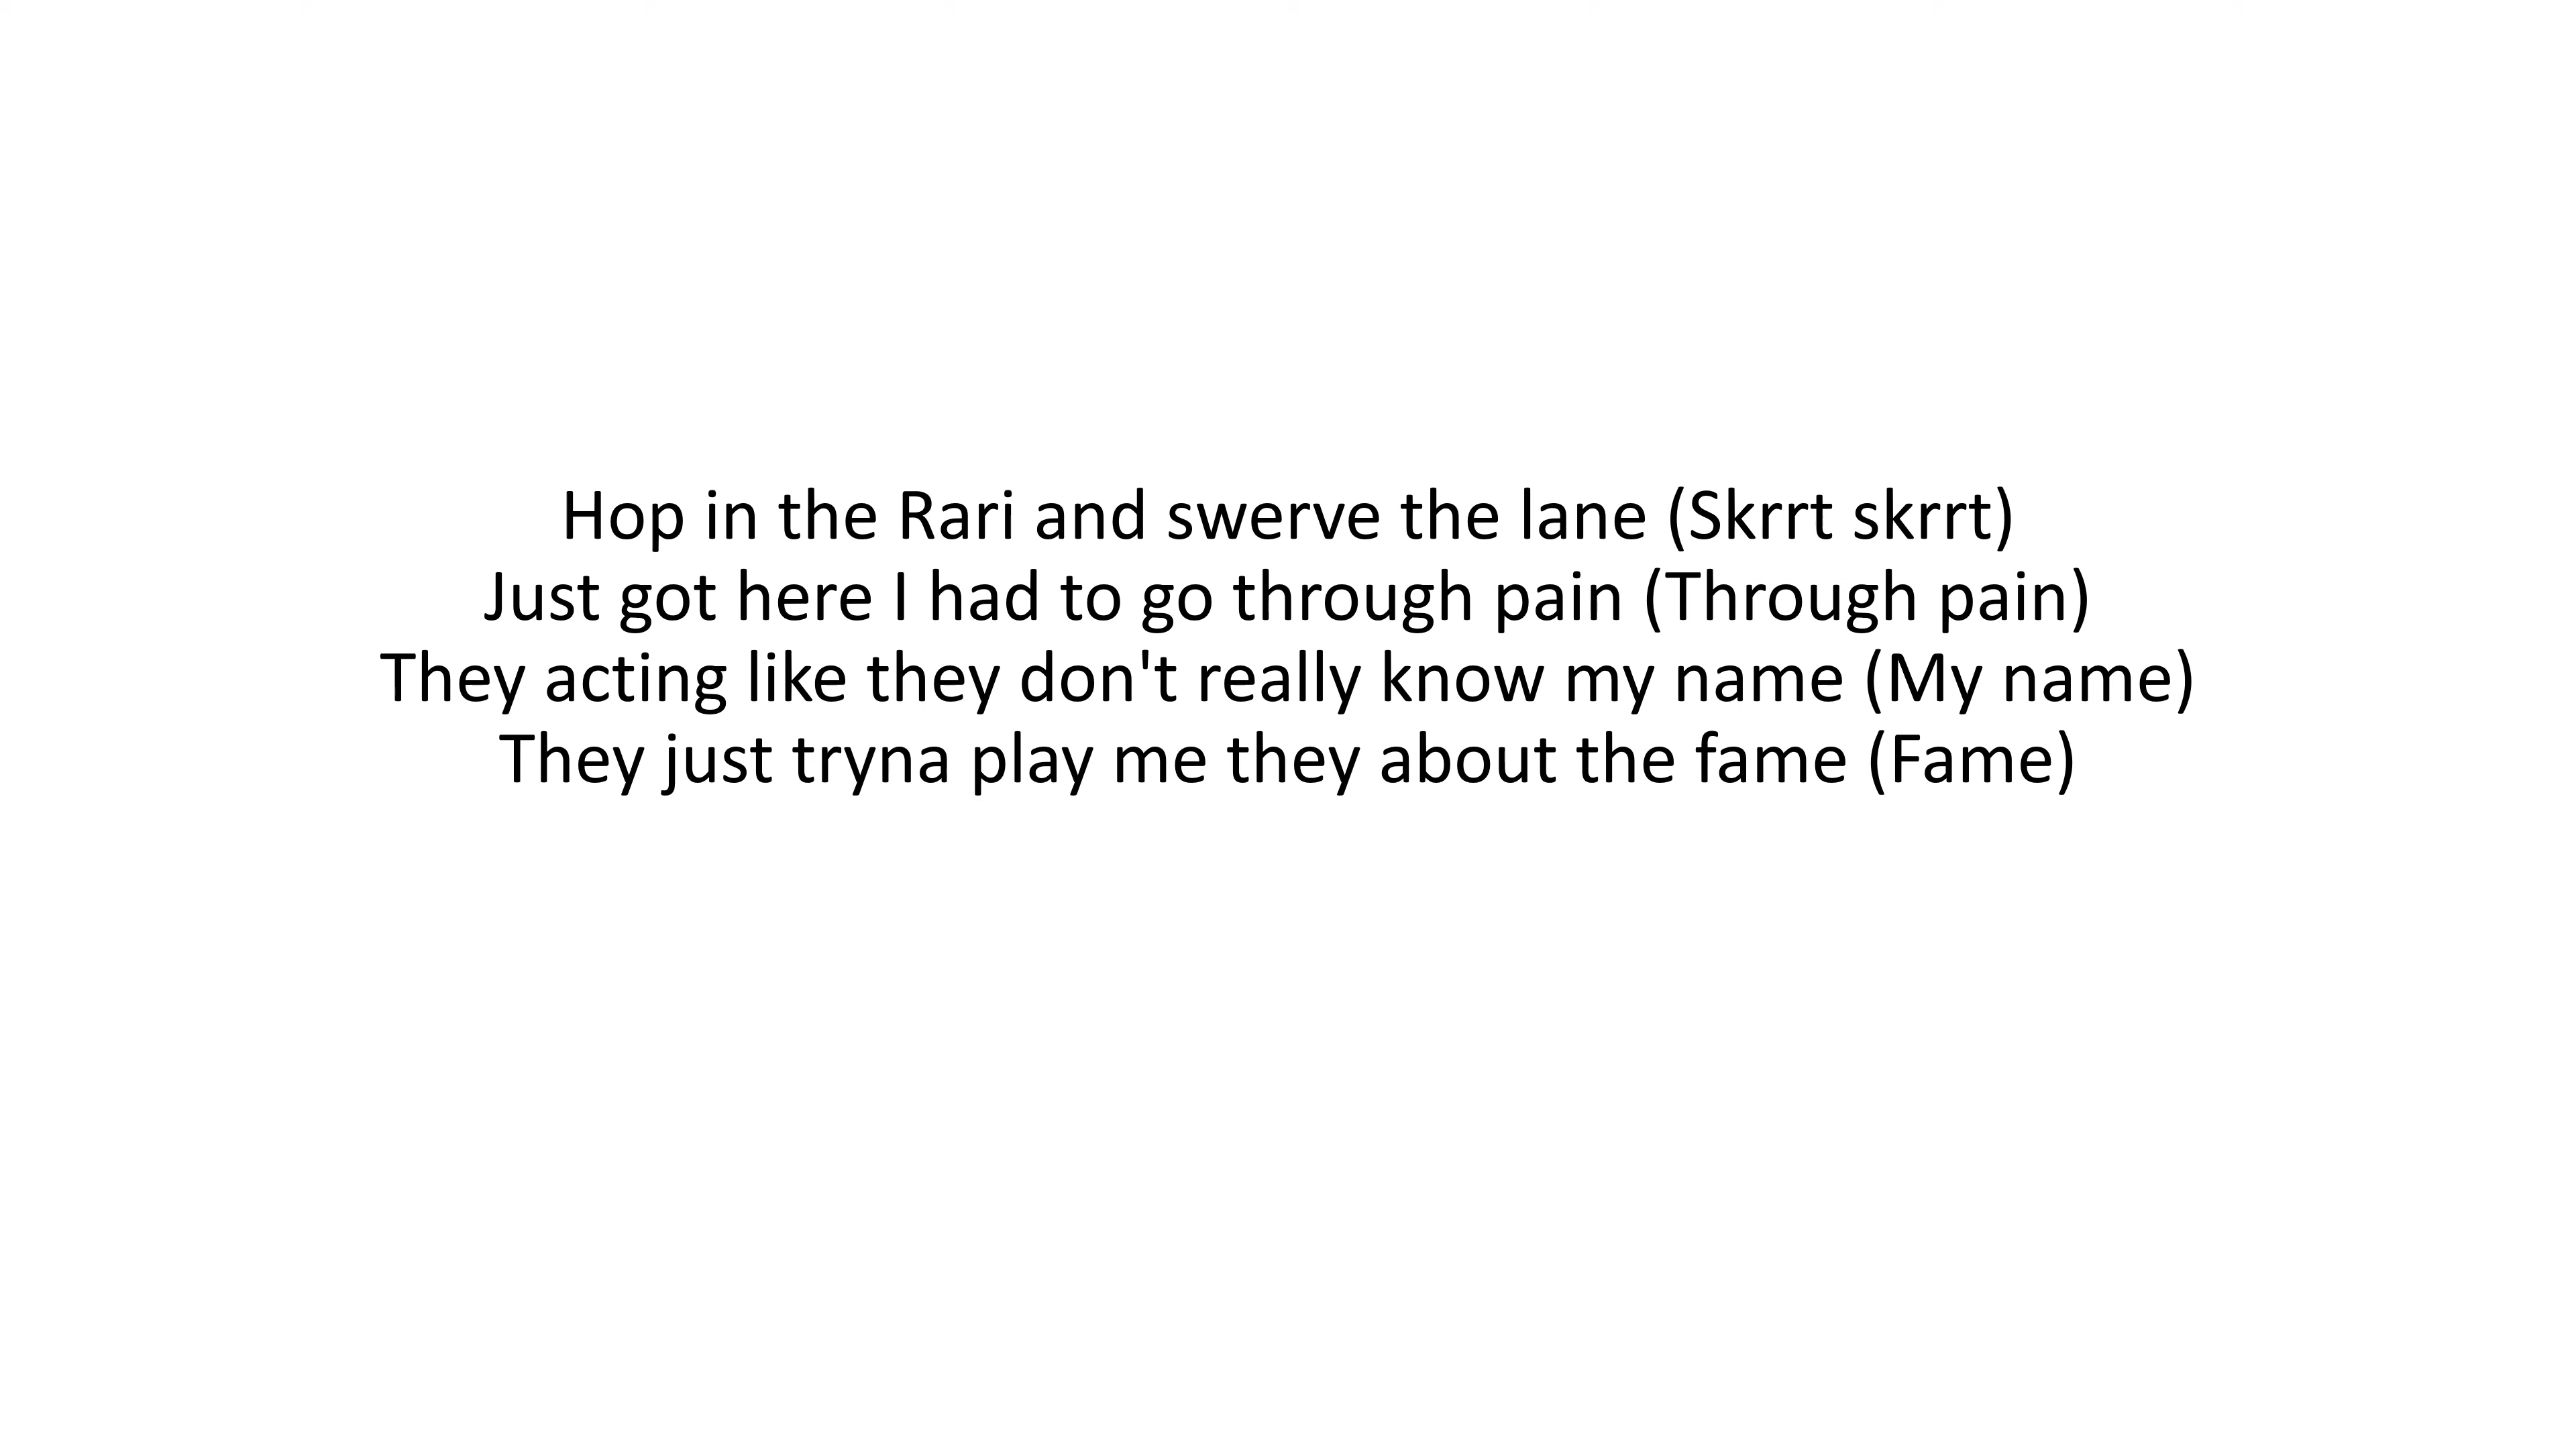 Hop in the Rari and swerve the lane (Skrrt skrrt)
Just got here I had to go through pain (Through pain)
They acting like they don't really know my name (My name)
They just tryna play me they about the fame (Fame)